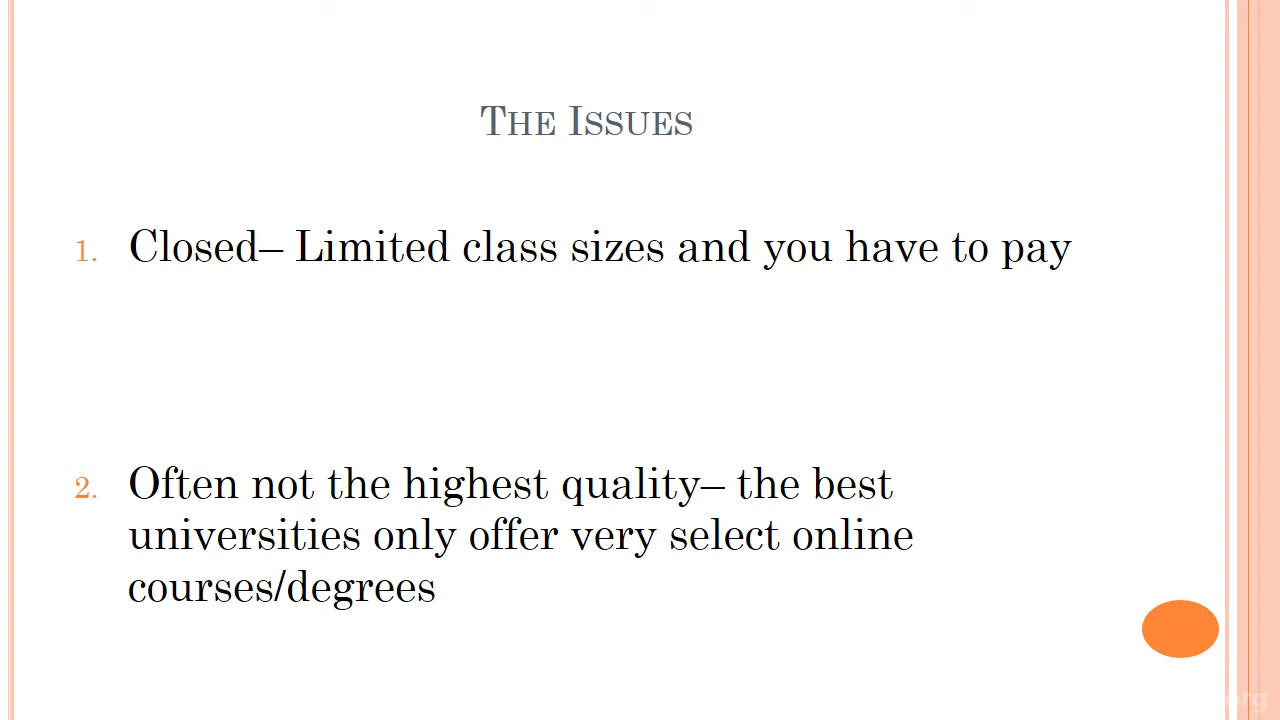 The Issues
1. Closed– Limited class sizes and you have to pay
2. Often not the highest quality– the best
universities only offer very select online
courses/degrees